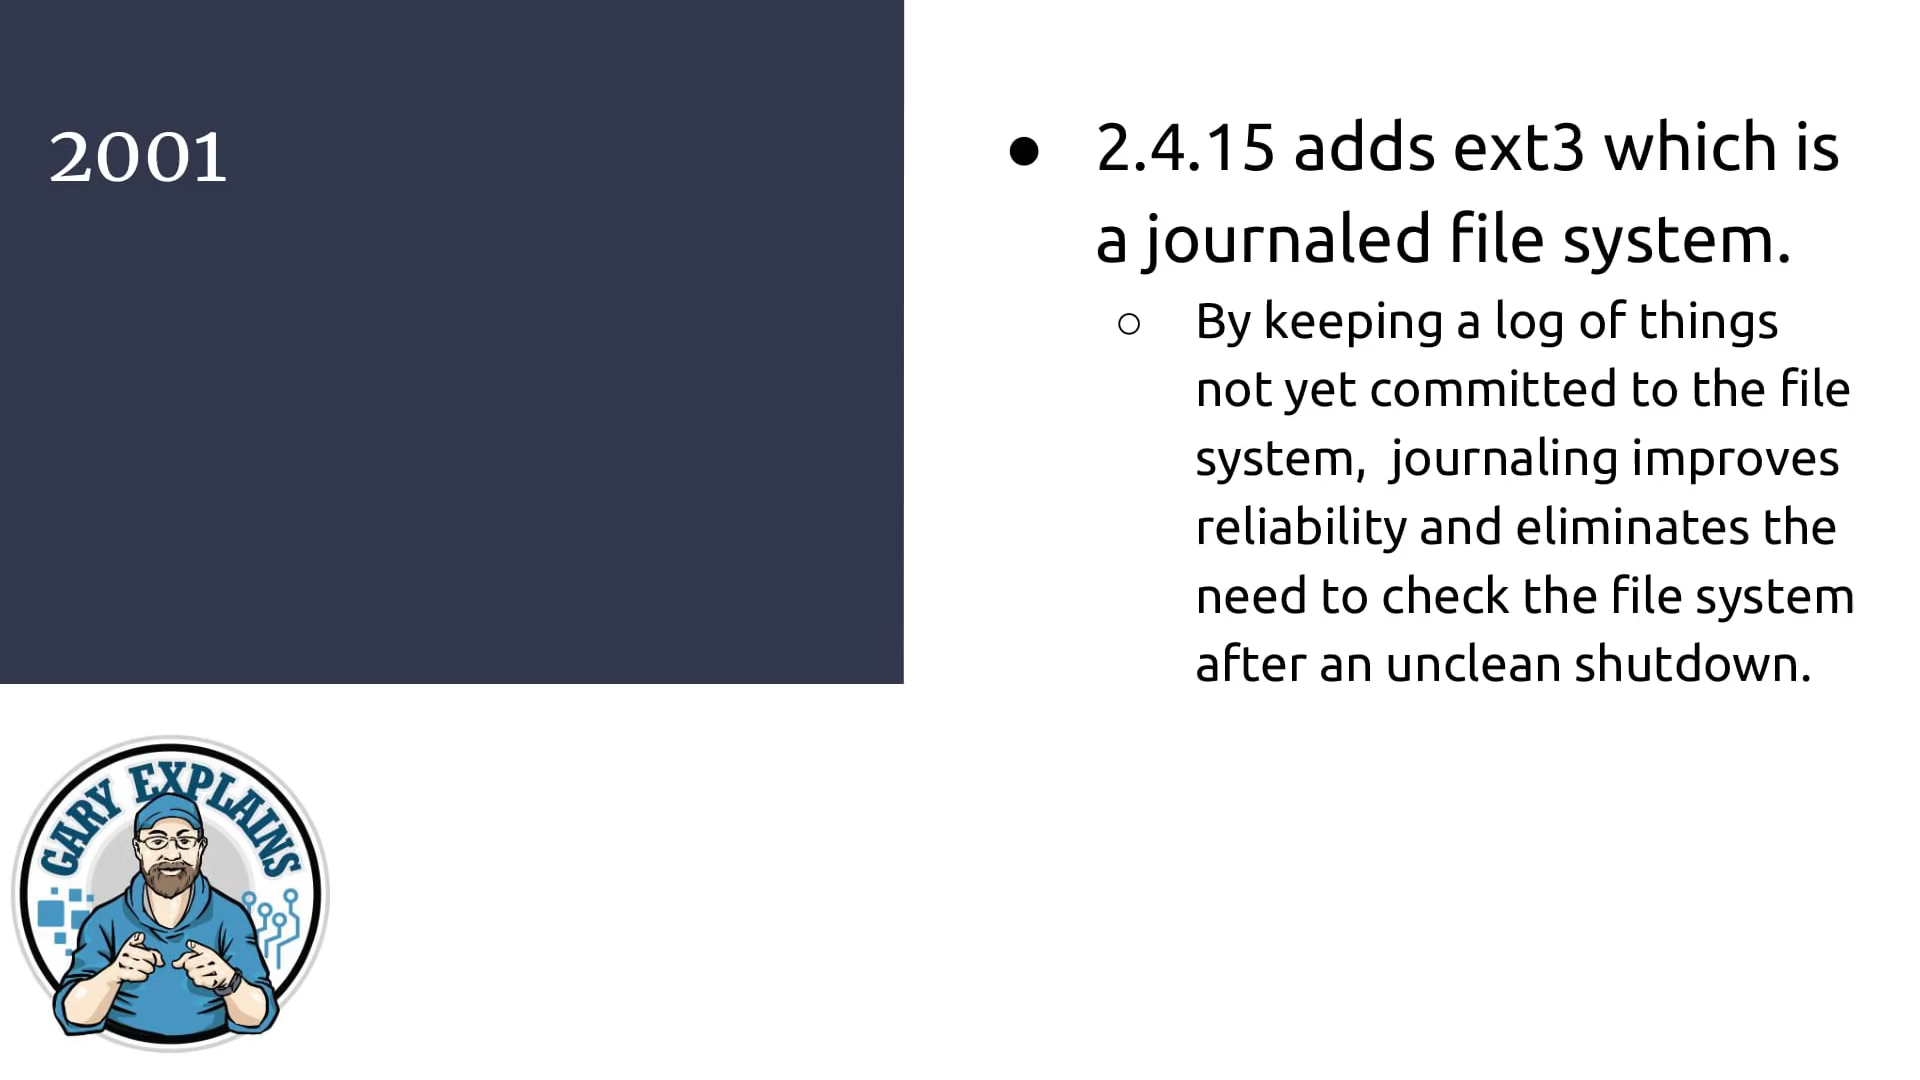 2001
● 2.4.15 adds ext3 which is
a journaled file system.
○ By keeping a log of things
not yet committed to the file
system,  journaling improves
reliability and eliminates the
need to check the file system
after an unclean shutdown.
GARY EXPLAINS